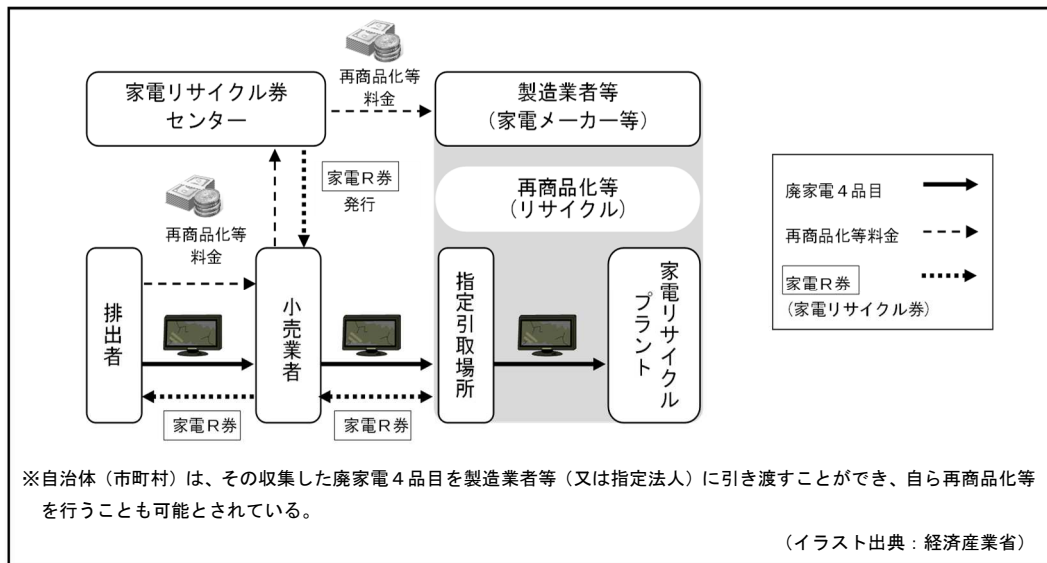 再商品化等
料金
家電リサイクル券
センター
製造業者等
(家電メーカー等)
家電R券
発行
再商品化等
(リサイクル)
再商品化等
料金
排出者
小売業者
指定引取場所
家電リサイクル
プラント
家電R券
家電R券
廃家電4品目
再商品化等料金
家電R券
(家電リサイクル券)
※自治体(市町村)は、その収集した廃家電4品目を製造業者等(又は指定法人)に引き渡すことができ、自ら再商品化等
を行うことも可能とされている。
(イラスト出典:経済産業省)